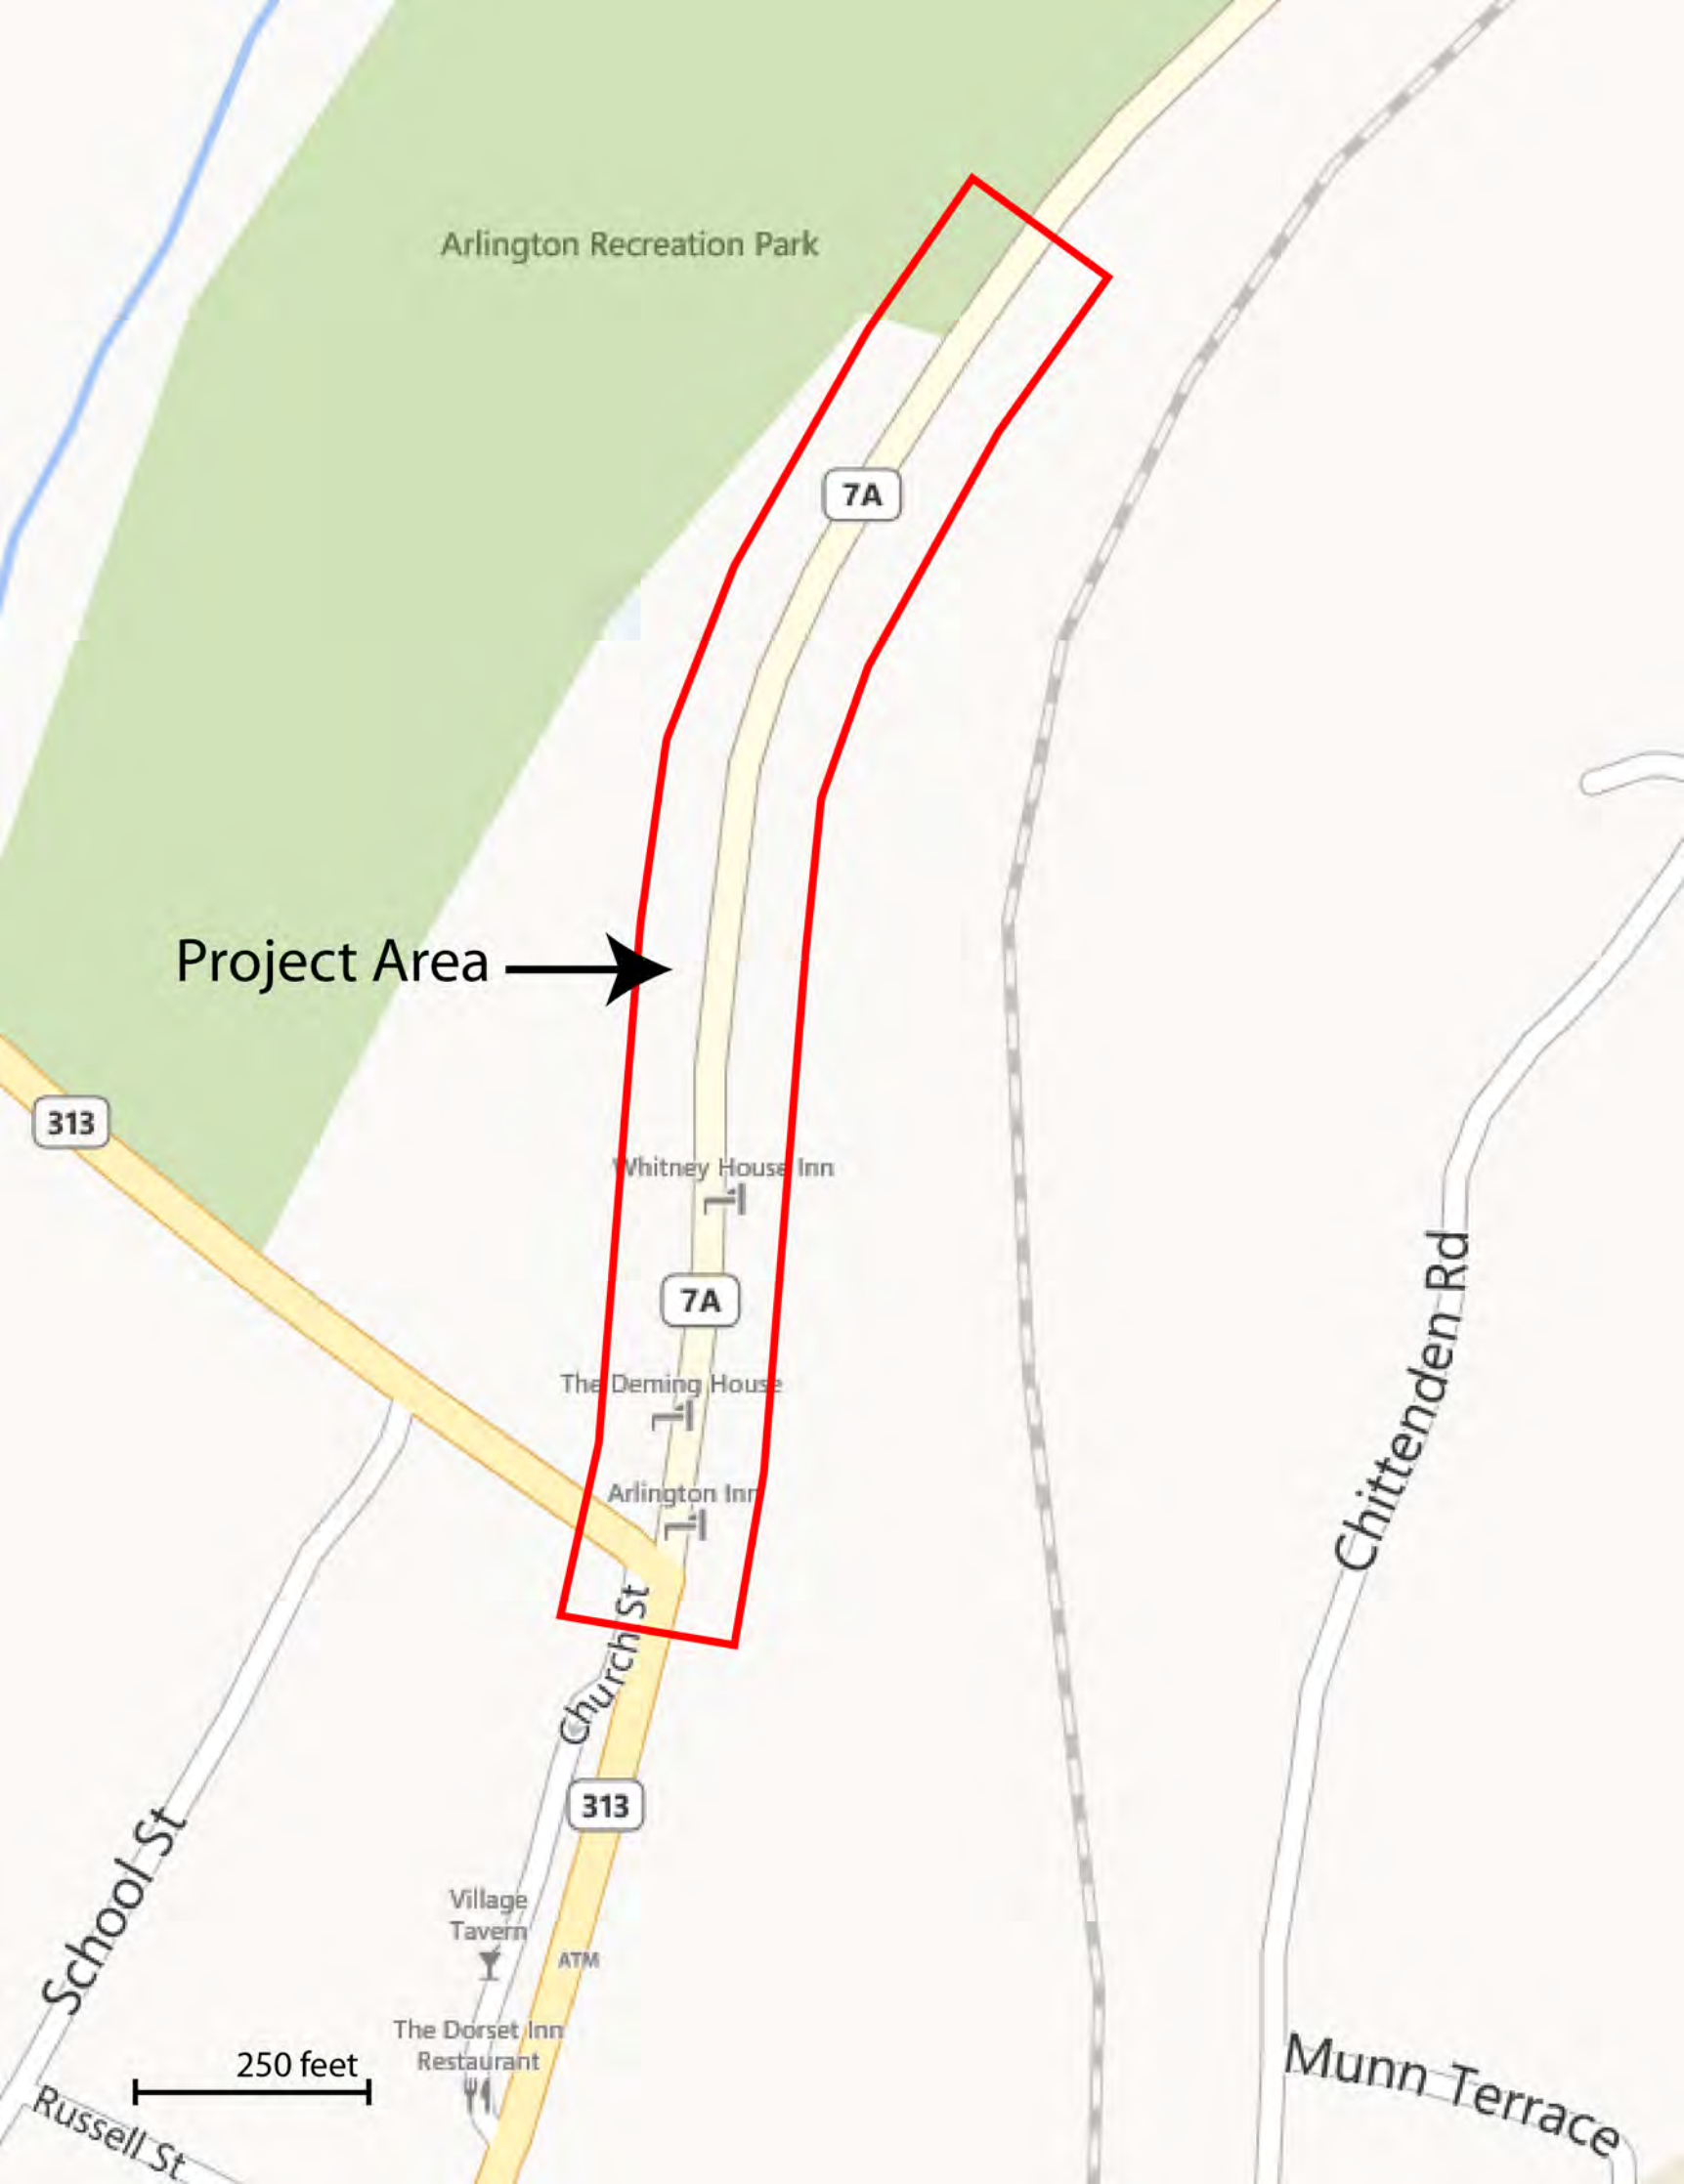 Arlington Recreation Park
7A
Project Area
313
Whitney House Inn
7A
The Deming House
Arlington Inn
Church St
Chittenden Rd
313
School St
Village
Tavern
ATM
The Dorset Inn
Restaurant
250 feet
Munn Terrace
Russell St